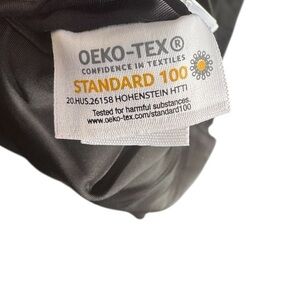 OEKO-TEX®
CONFIDENCE IN TEXTILES
STANDARD 100
20.HUS.26158 HOHENSTEIN HTTI
Tested for harmful substances.
www.oeko-tex.com/standard100